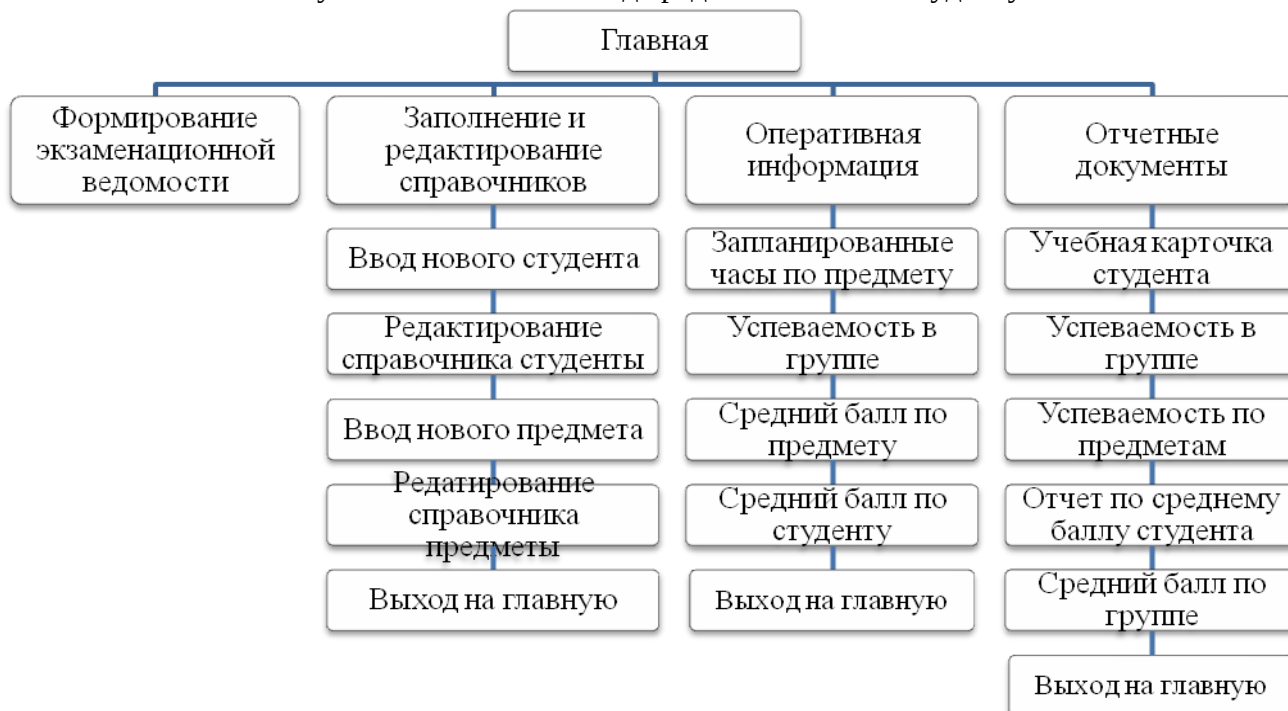 Главная
Формирование
экзаменационной
ведомости
Заполнение и
редактирование
справочников
Оперативная
информация
Отчетные
документы
Ввод нового студента
Редактирование
справочника студенты
Ввод нового предмета
Редатирование
справочника
предметы
Выход на главную
Запланированные
часы по предмету
Успеваемость в
группе
Средний балл по
предмету
Средний балл по
студенту
Выход на главную
Учебная карточка
студента
Успеваемость в
группе
Успеваемость по
предметам
Отчет по среднему
баллу студента
Средний балл по
группе
Выход на главную